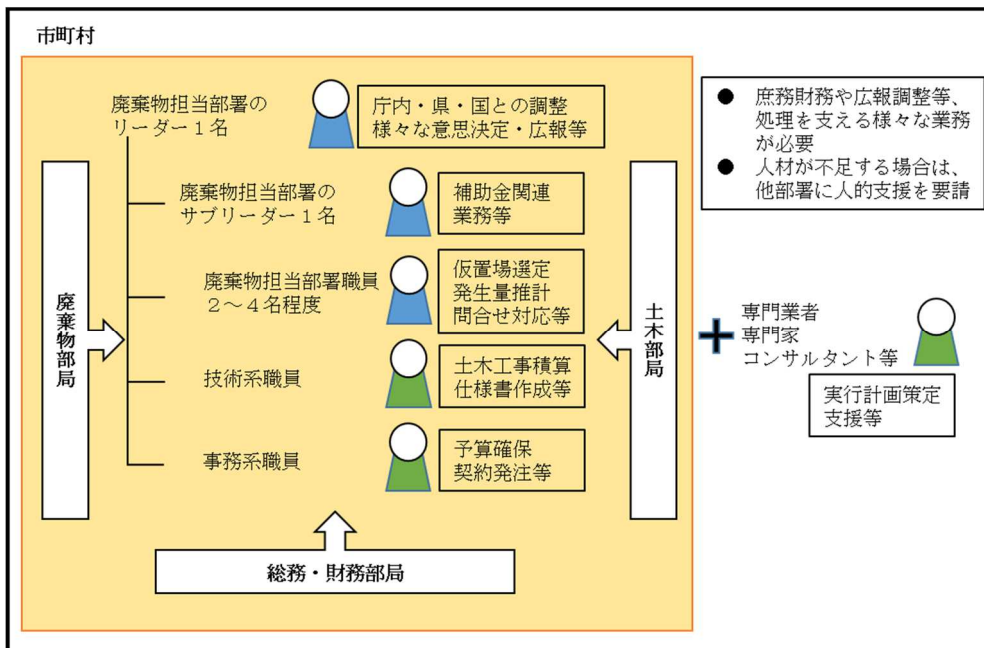 市町村
廃棄物担当部署の
リーダー１名
庁内・県・国との調整
様々な意思決定・広報等
廃棄物担当部署の
サブリーダー１名
補助金関連
業務等
廃棄物担当部署職員
２～４名程度
仮置場選定
発生量推計
問合せ対応等
技術系職員
土木工事積算
仕様書作成等
事務系職員
予算確保
契約発注等
廃棄物部局
土木部局
総務・財務部局
● 庶務財務や広報調整等、
処理を支える様々な業務
が必要
● 人材が不足する場合は、
他部署に人的支援を要請
専門業者
専門家
コンサルタント等
実行計画策定
支援等